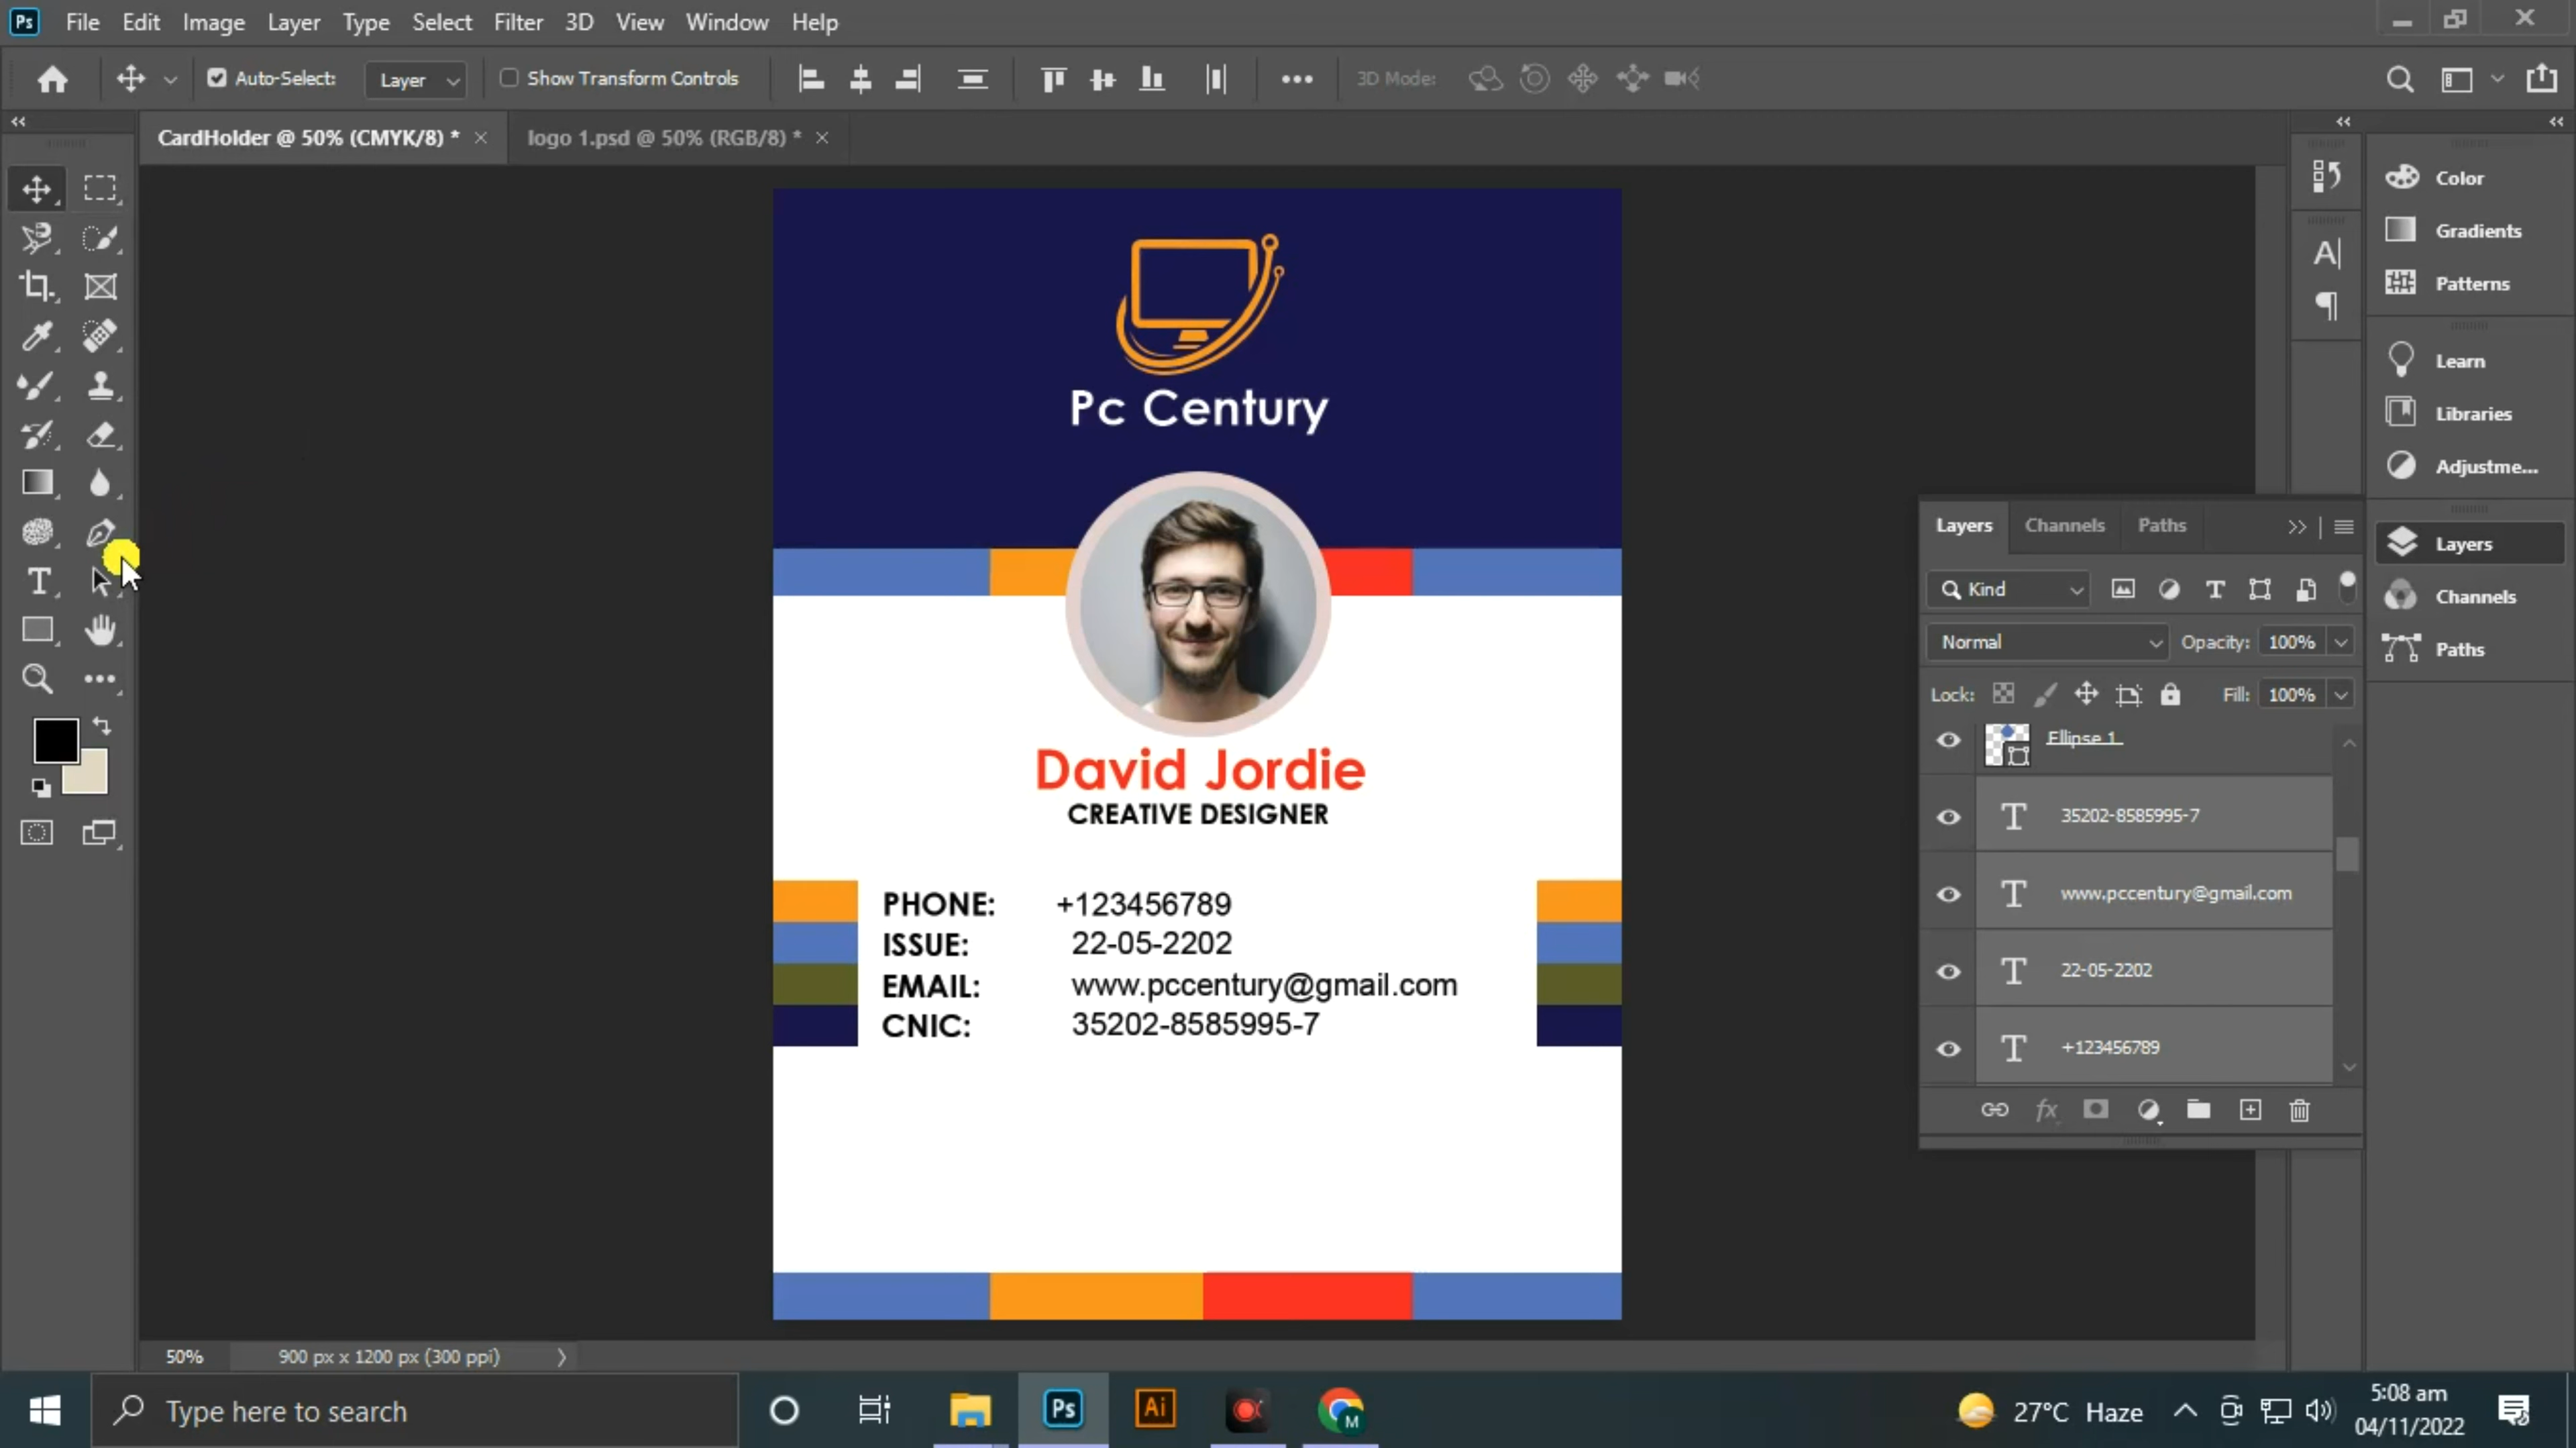 Ps File Edit Image Layer Type Select Filter 3D View Window Help
Auto-Select: Layer Show Transform Controls 3D Mode:
CardHolder @ 50% (CMYK/8) * × logo 1.psd @ 50% (RGB/8) * ×
Pc Century
David Jordie
CREATIVE DESIGNER
PHONE: +123456789
ISSUE: 22-05-2202
EMAIL: www.pccentury@gmail.com
CNIC: 35202-8585995-7
Color
Gradients
Patterns
Learn
Libraries
Adjustme...
Layers
Channels
Paths
Layers Channels Paths
Kind
Normal Opacity: 100%
Lock: Fill: 100%
Ellipse 1
35202-8585995-7
www.pccentury@gmail.com
22-05-2202
+123456789
50% 900 px x 1200 px (300 ppi)
Type here to search
Ps Ai M
27°C Haze
5:08 am
04/11/2022